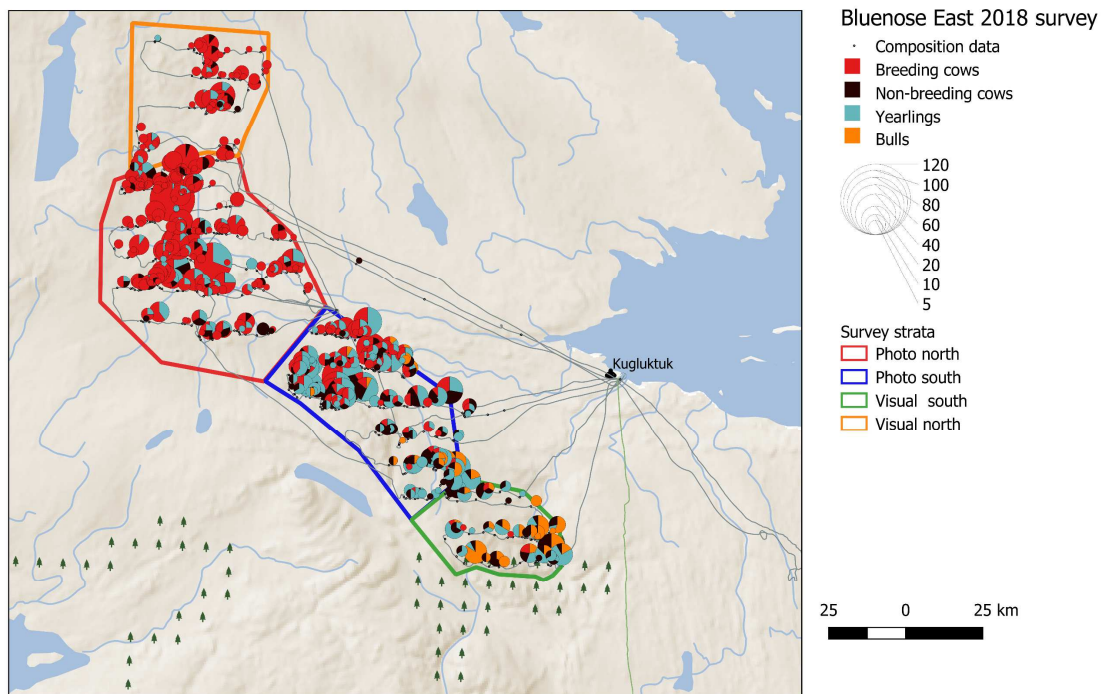 Bluenose East 2018 survey
Composition data
Breeding cows
Non-breeding cows
Yearlings
Bulls
120
100
80
60
40
20
10
5
Survey strata
Photo north
Photo south
Visual south
Visual north
Kugluktuk
25 0 25 km